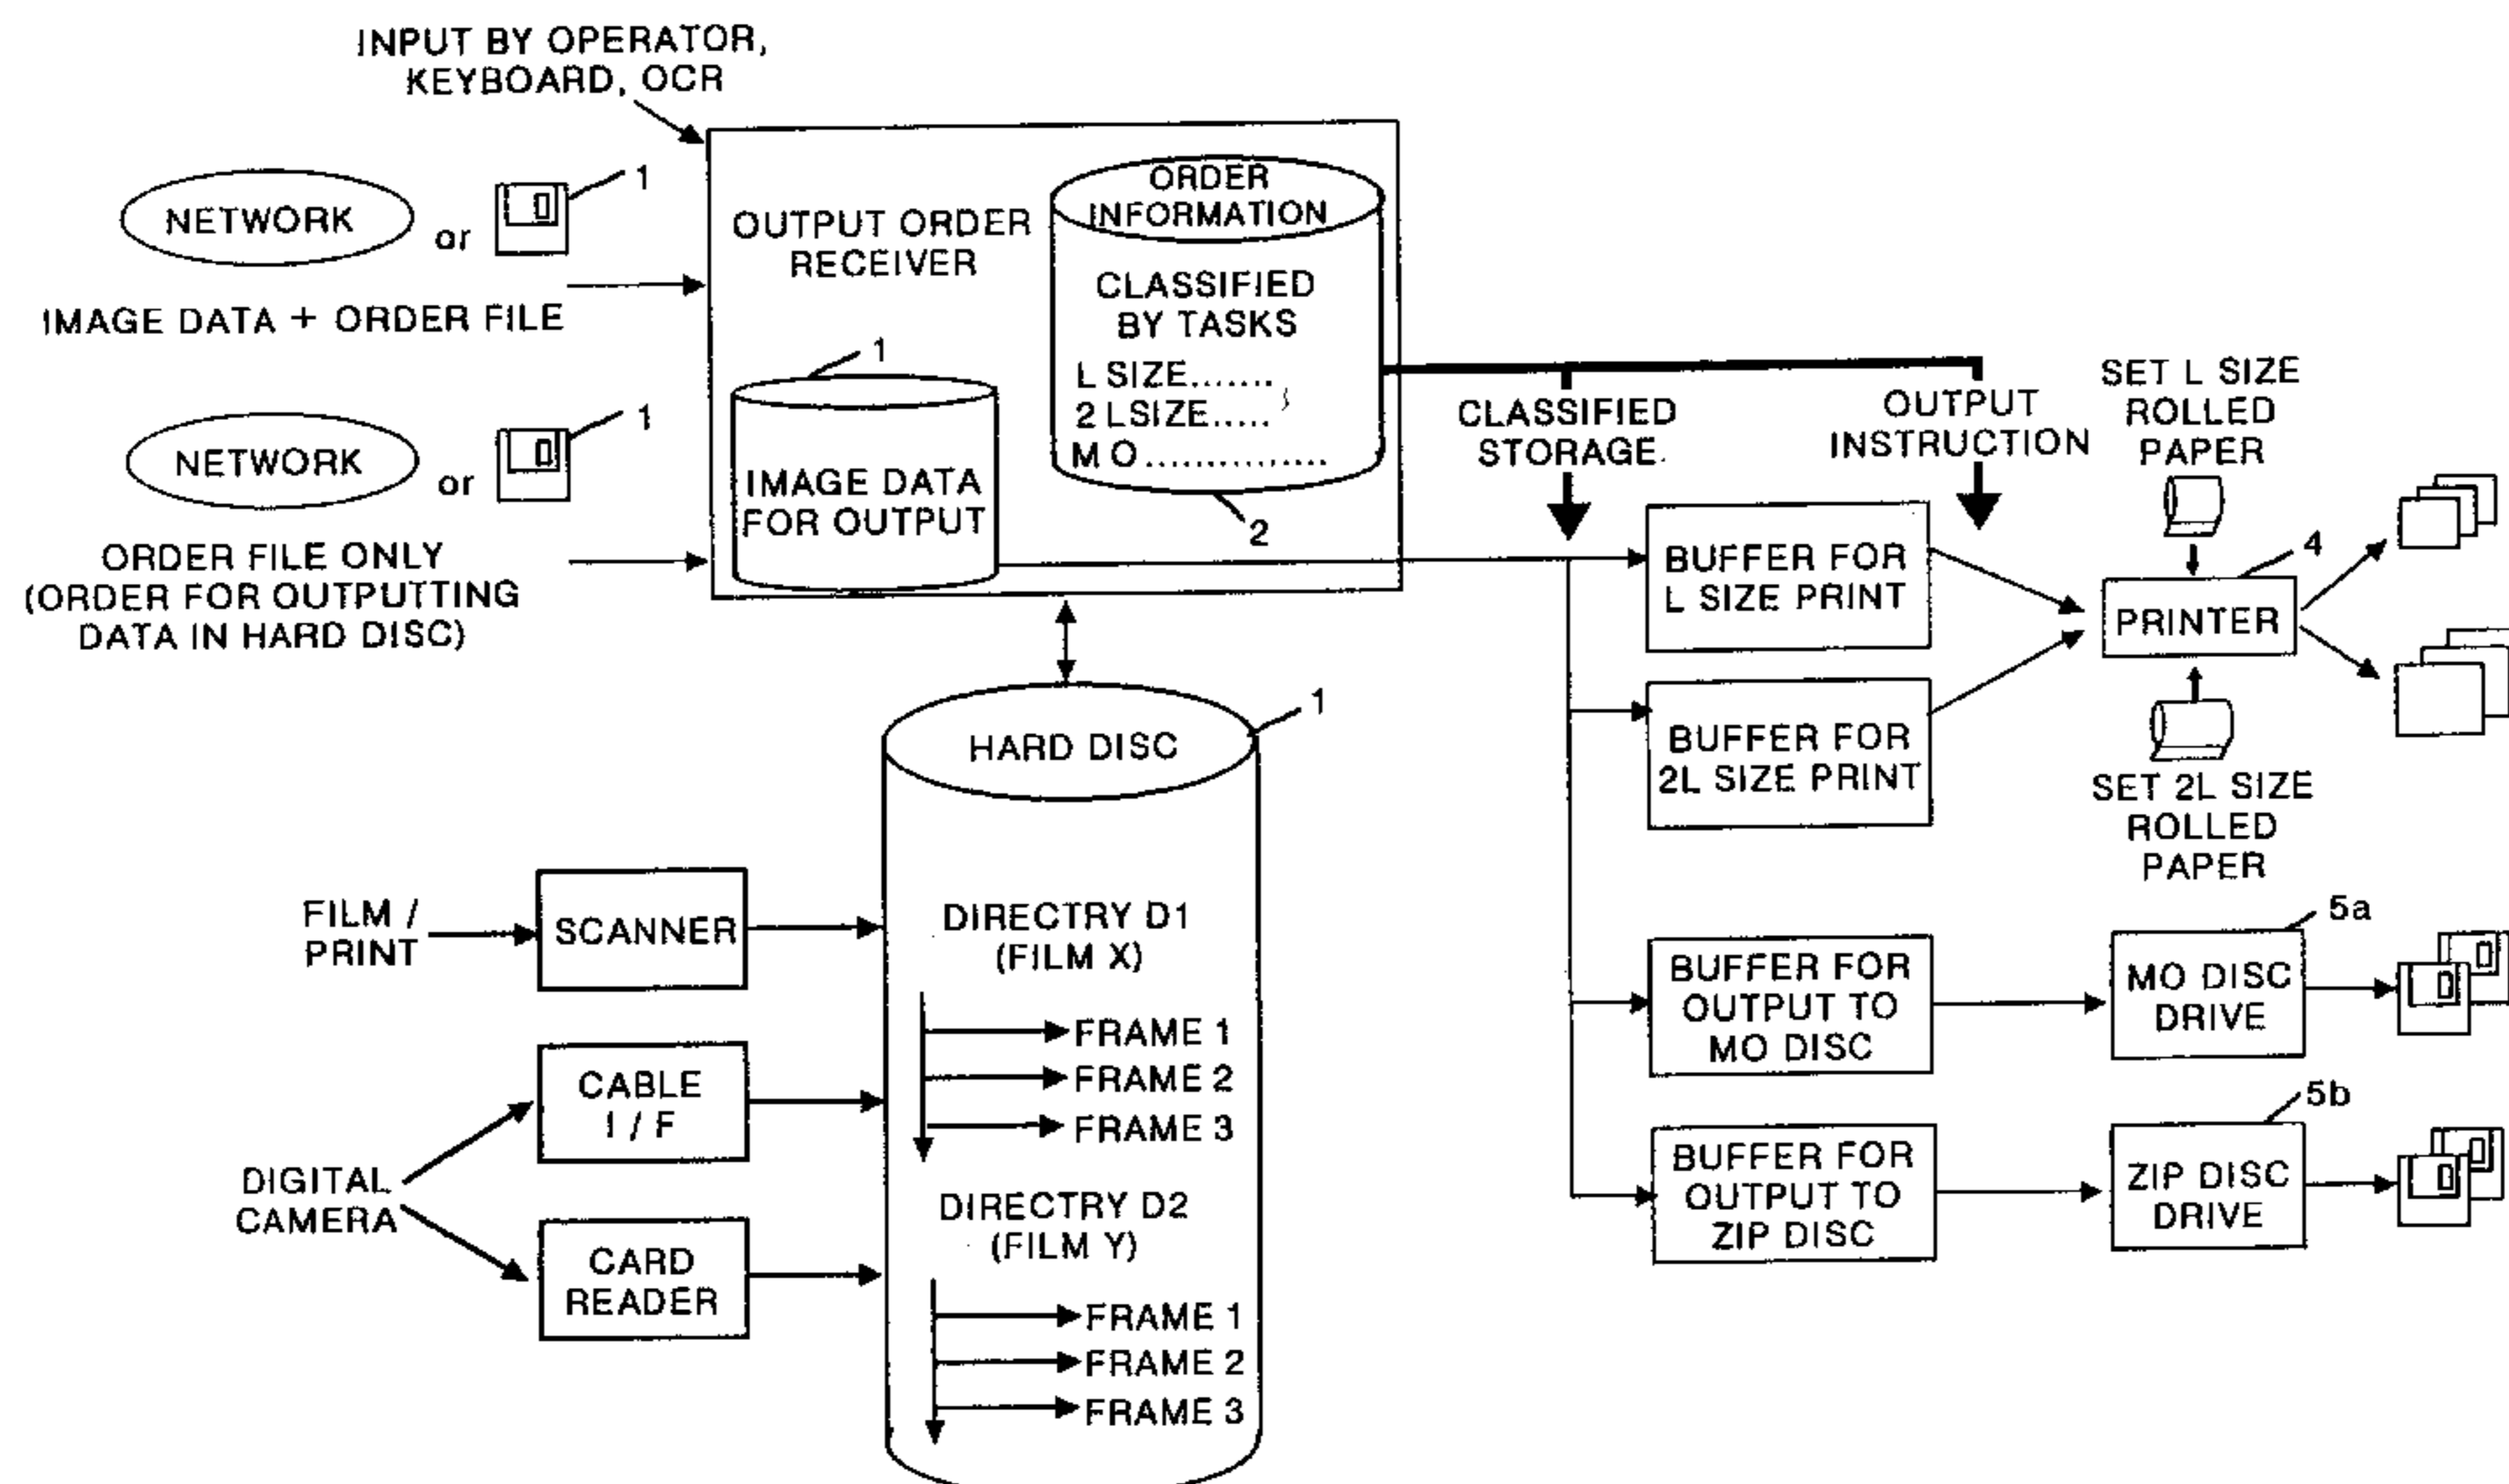 INPUT BY OPERATOR,
KEYBOARD, OCR
NETWORK
or
1
IMAGE DATA + ORDER FILE
NETWORK
or
1
ORDER FILE ONLY
(ORDER FOR OUTPUTTING
DATA IN HARD DISC)
OUTPUT ORDER
RECEIVER
1
IMAGE DATA
FOR OUTPUT
ORDER
INFORMATION
CLASSIFIED
BY TASKS
L SIZE.......
2 LSIZE.....
M O...............
2
CLASSIFIED
STORAGE
OUTPUT
INSTRUCTION
SET L SIZE
ROLLED
PAPER
BUFFER FOR
L SIZE PRINT
4
PRINTER
BUFFER FOR
2L SIZE PRINT
SET 2L SIZE
ROLLED
PAPER
1
HARD DISC
FILM /
PRINT
SCANNER
DIGITAL
CAMERA
CABLE
I / F
CARD
READER
DIRECTRY D1
(FILM X)
FRAME 1
FRAME 2
FRAME 3
DIRECTRY D2
(FILM Y)
FRAME 1
FRAME 2
FRAME 3
BUFFER FOR
OUTPUT TO
MO DISC
5a
MO DISC
DRIVE
BUFFER FOR
OUTPUT TO
ZIP DISC
5b
ZIP DISC
DRIVE